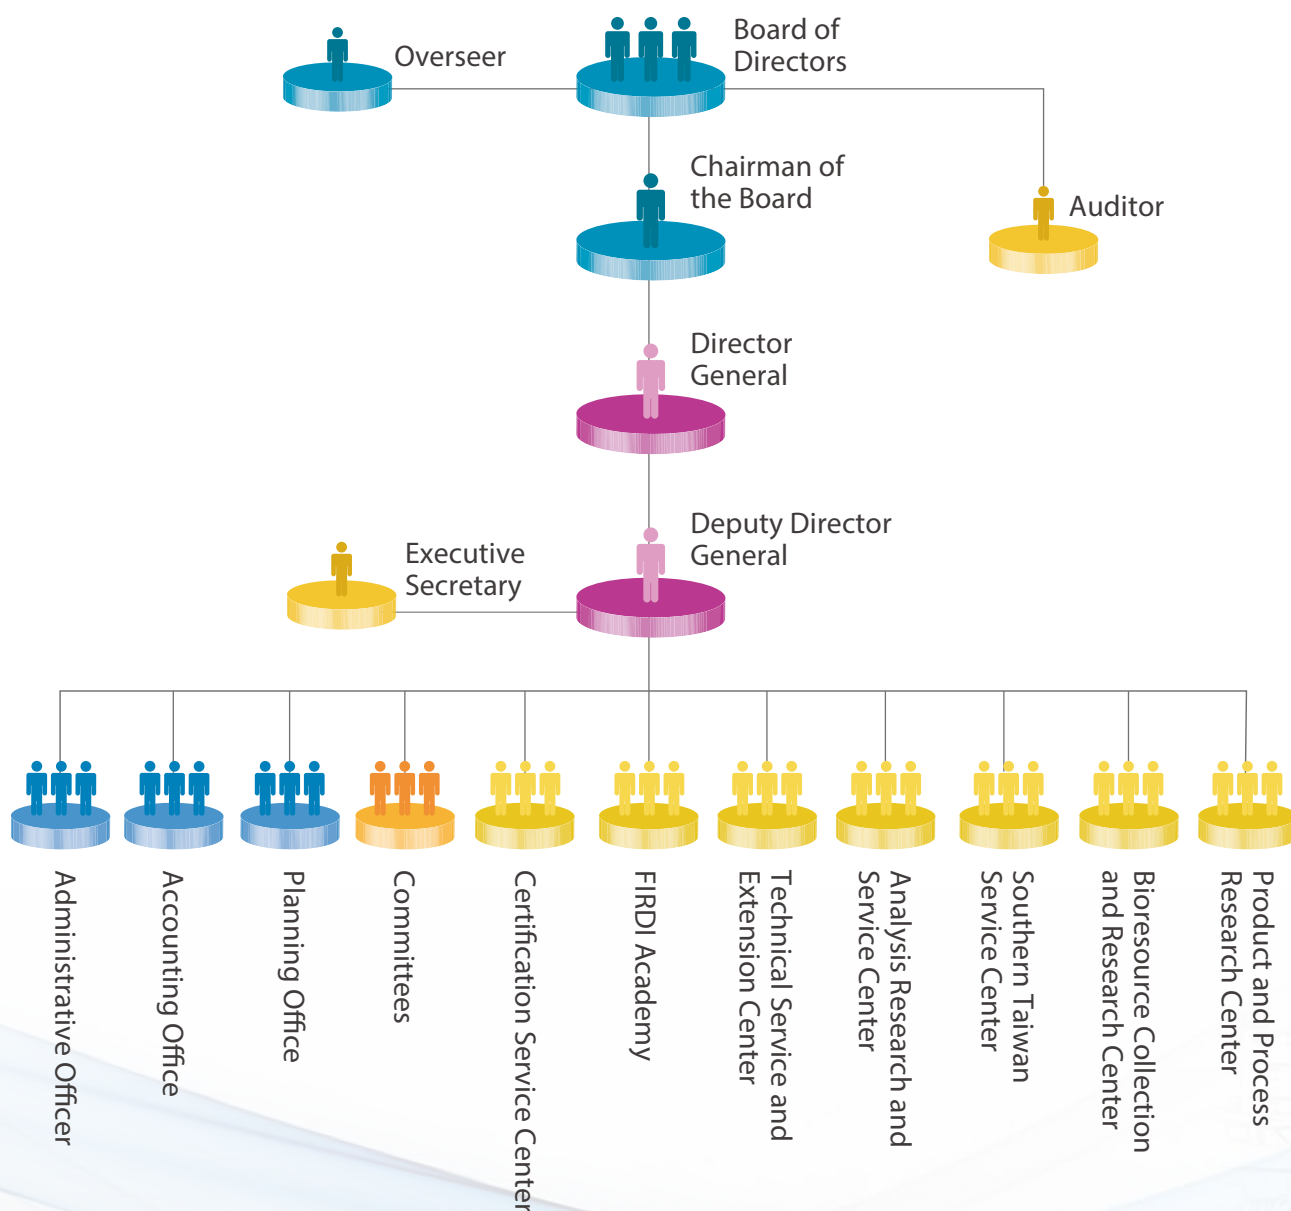 Overseer
Board of
Directors
Chairman of
the Board
Auditor
Director
General
Deputy Director
General
Executive
Secretary
Administrative Officer
Accounting Office
Planning Office
Committees
Certification Service Center
FIRDI Academy
Technical Service and
Extension Center
Analysis Research and
Service Center
Southern Taiwan
Service Center
Bioresource Collection
and Research Center
Product and Process
Research Center